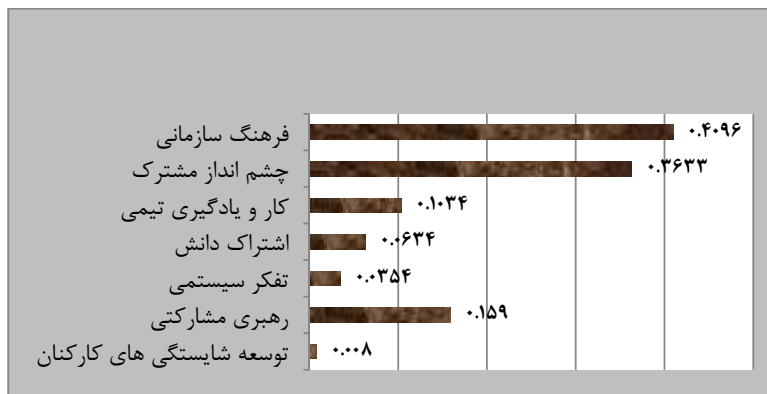 فرهنگ سازمانی ۰.۴۰۹۶
چشم انداز مشترک ۰.۳۶۳۳
کار و یادگیری تیمی ۰.۱۰۳۴
اشتراک دانش ۰.۰۶۳۴
تفکر سیستمی ۰.۰۳۵۴
رهبری مشارکتی ۰.۱۵۹
توسعه شایستگی های کارکنان ۰.۰۰۸